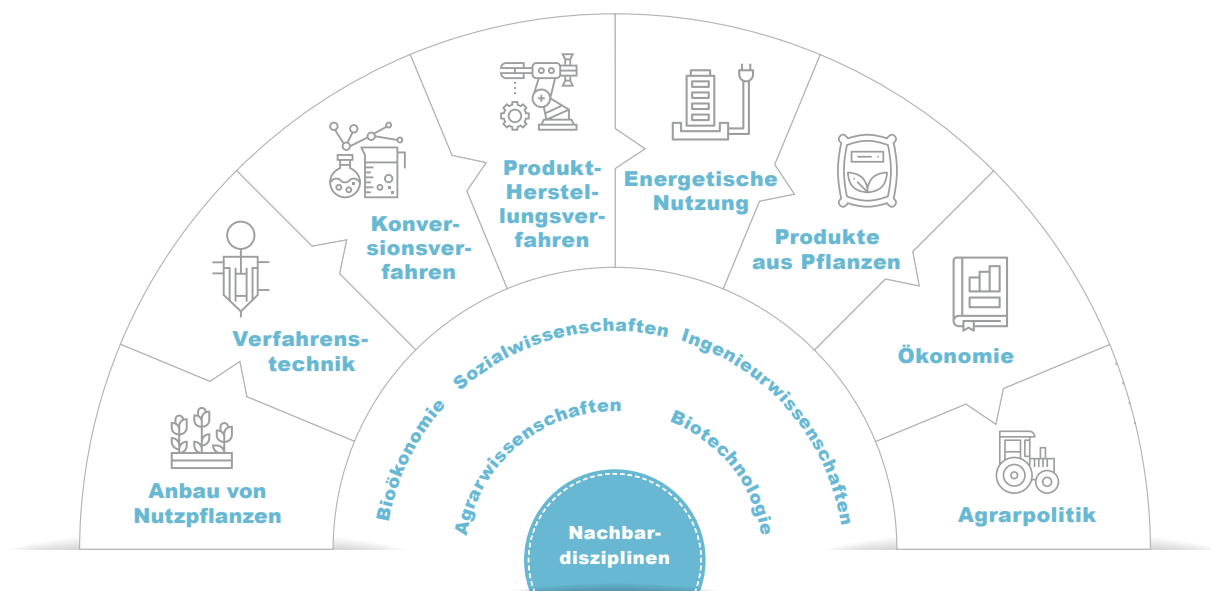 Anbau von
Nutzpflanzen
Verfahrens-
technik
Konver-
sionsver-
fahren
Produkt-
Herstel-
lungsver-
fahren
Energetische
Nutzung
Produkte
aus Pflanzen
Ökonomie
Agrarpolitik
Bioökonomie
Sozialwissenschaften
Ingenieurwissenschaften
Agrarwissenschaften
Biotechnologie
Nachbar-
disziplinen